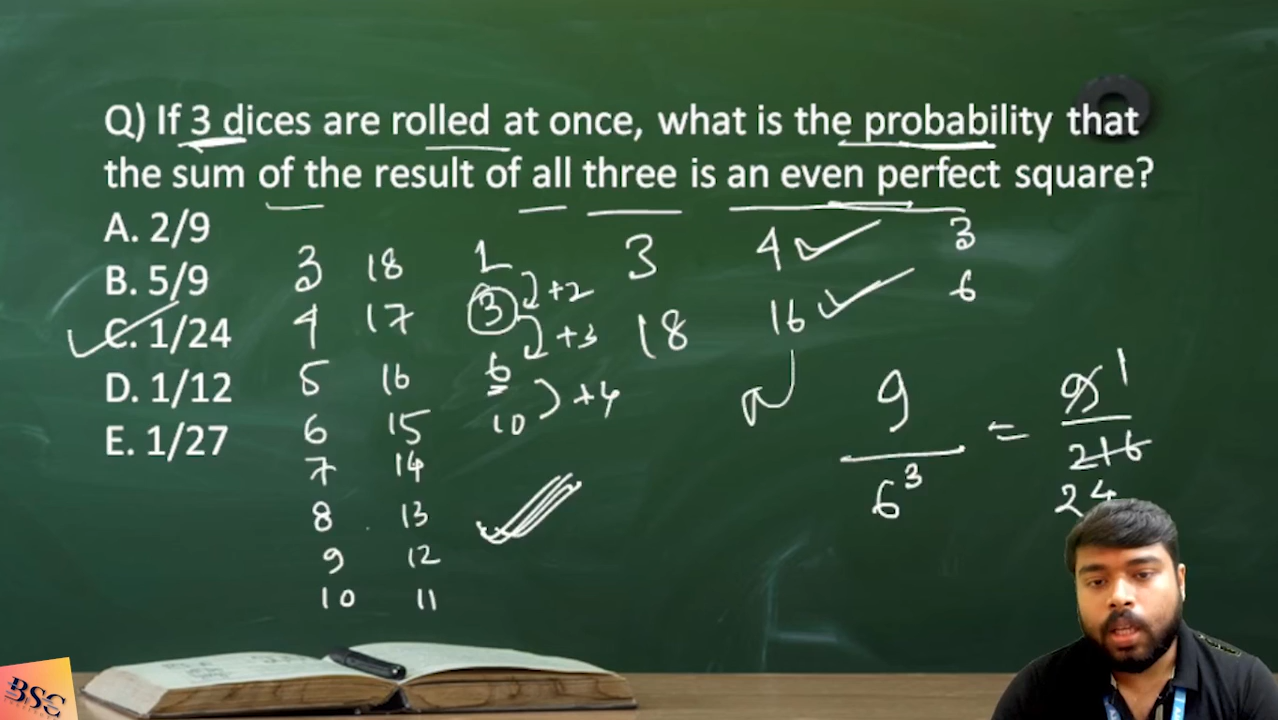 Q) If 3 dices are rolled at once, what is the probability that
the sum of the result of all three is an even perfect square?
A. 2/9
B. 5/9
C. 1/24
D. 1/12
E. 1/27
3 18
4 17
5 16
6 15
7 14
8 13
9 12
10 11
1
3 +2
6 +3
10 +4
3
18
4
16
3
6
9
6³
= 9 1
216
24
BSC